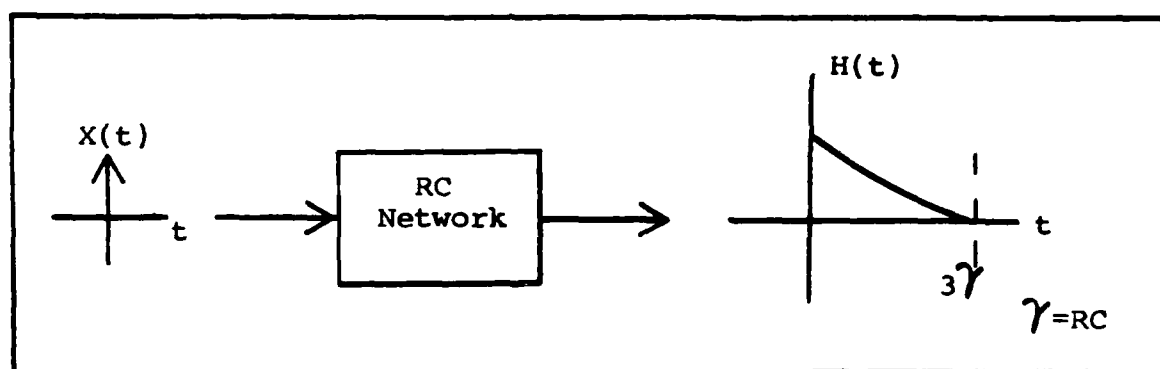 X(t)
t
RC
Network
H(t)
t
3γ
γ=RC